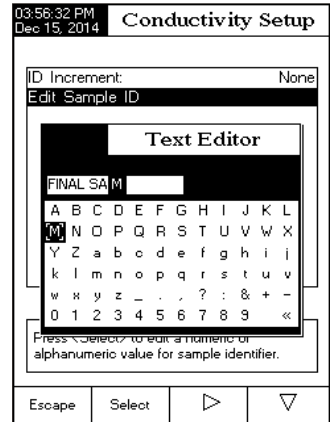 03:56:32 PM
Dec 15, 2014
Conductivity Setup
ID Increment: None
Edit Sample ID
Text Editor
FINAL SAM
A B C D E F G H I J K L
[M] N O P Q R S T U V W X
Y Z a b c d e f g h i j
k l m n o p q r s t u v
w x y z _ . , ? : & + -
0 1 2 3 4 5 6 7 8 9 «
Press <Select> to edit a numeric or
alphanumeric value for sample identifier.
Escape Select ▷ ▽